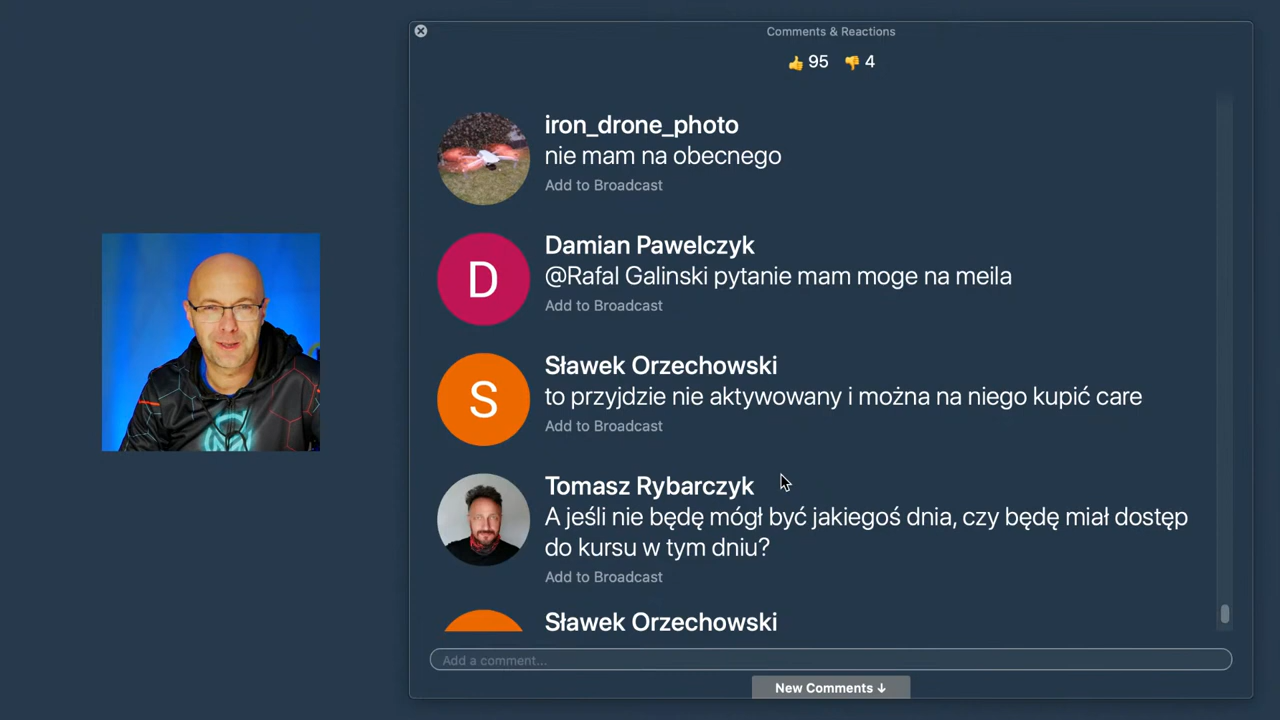 Comments & Reactions
👍 95 👎 4
iron_drone_photo
nie mam na obecnego
Add to Broadcast
D
Damian Pawelczyk
@Rafal Galinski pytanie mam moge na meila
Add to Broadcast
S
Sławek Orzechowski
to przyjdzie nie aktywowany i można na niego kupić care
Add to Broadcast
Tomasz Rybarczyk
A jeśli nie będę mógł być jakiegoś dnia, czy będę miał dostęp
do kursu w tym dniu?
Add to Broadcast
Sławek Orzechowski
Add a comment...
New Comments ↓